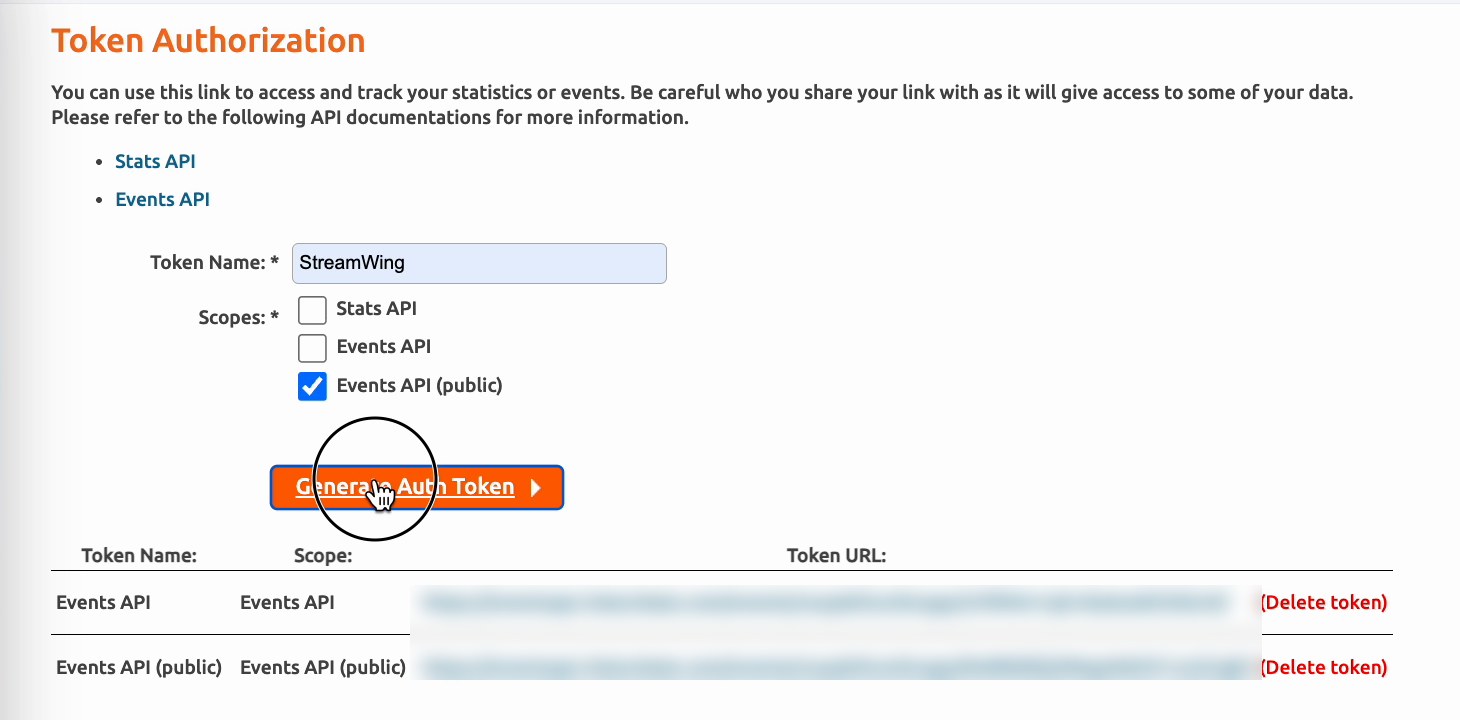 Token Authorization
You can use this link to access and track your statistics or events. Be careful who you share your link with as it will give access to some of your data.
Please refer to the following API documentations for more information.
• Stats API
• Events API
Token Name: * StreamWing
Scopes: * Stats API
Events API
Events API (public)
Generate Auth Token
Token Name: Scope: Token URL:
Events API Events API (Delete token)
Events API (public) Events API (public) (Delete token)